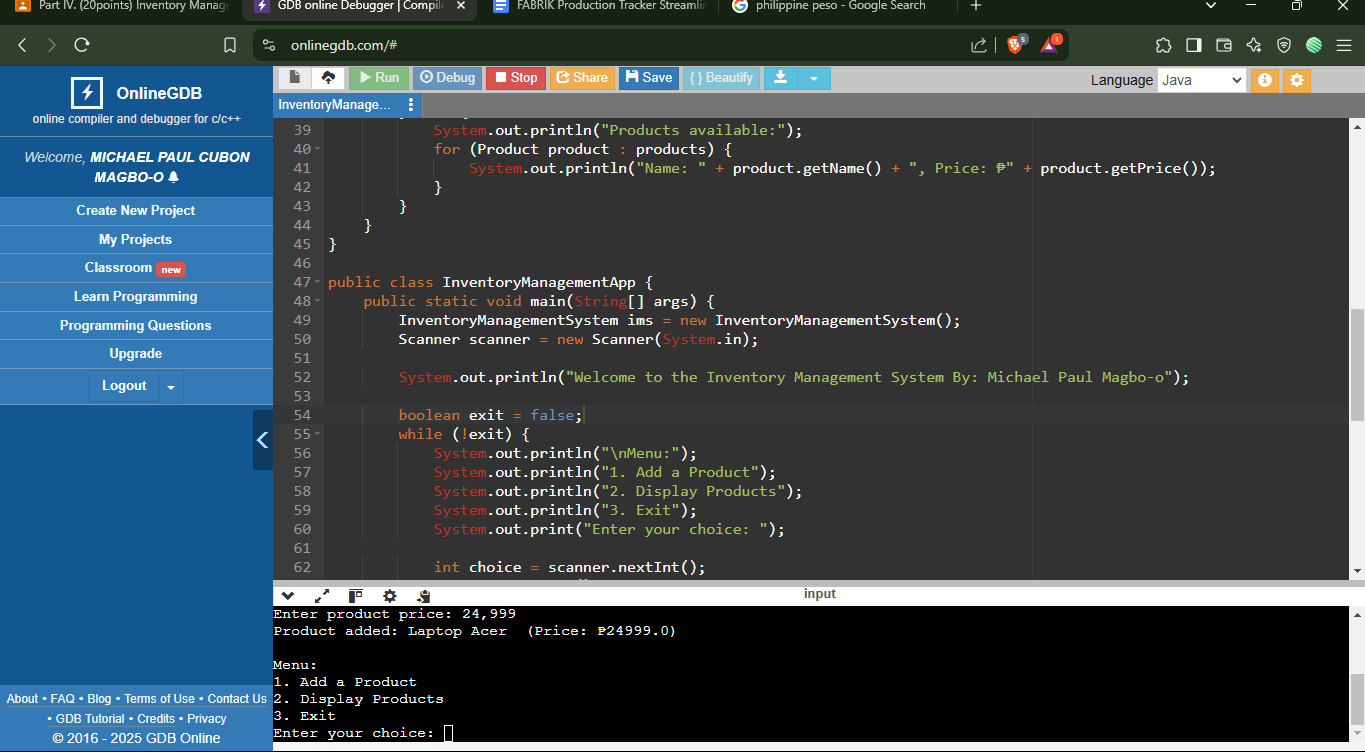 Part IV. (20points) Inventory Manag
GDB online Debugger | Compil
FABRIK Production Tracker Streamlin
philippine peso - Google Search
onlinegdb.com/#
5
1
OnlineGDB
online compiler and debugger for c/c++
Welcome, MICHAEL PAUL CUBON
MAGBO-O
Create New Project
My Projects
Classroom new
Learn Programming
Programming Questions
Upgrade
Logout
About • FAQ • Blog • Terms of Use • Contact Us
• GDB Tutorial • Credits • Privacy
© 2016 - 2025 GDB Online
Run Debug Stop Share Save {} Beautify
Language Java
InventoryManage...
39 System.out.println("Products available:");
40 for (Product product : products) {
41 System.out.println("Name: " + product.getName() + ", Price: ₱" + product.getPrice());
42 }
43 }
44 }
45 }
46
47 public class InventoryManagementApp {
48 public static void main(String[] args) {
49 InventoryManagementSystem ims = new InventoryManagementSystem();
50 Scanner scanner = new Scanner(System.in);
51
52 System.out.println("Welcome to the Inventory Management System By: Michael Paul Magbo-o");
53
54 boolean exit = false;
55 while (!exit) {
56 System.out.println("\nMenu:");
57 System.out.println("1. Add a Product");
58 System.out.println("2. Display Products");
59 System.out.println("3. Exit");
60 System.out.print("Enter your choice: ");
61
62 int choice = scanner.nextInt();
input
Enter product price: 24,999
Product added: Laptop Acer  (Price: ₱24999.0)
Menu:
1. Add a Product
2. Display Products
3. Exit
Enter your choice: